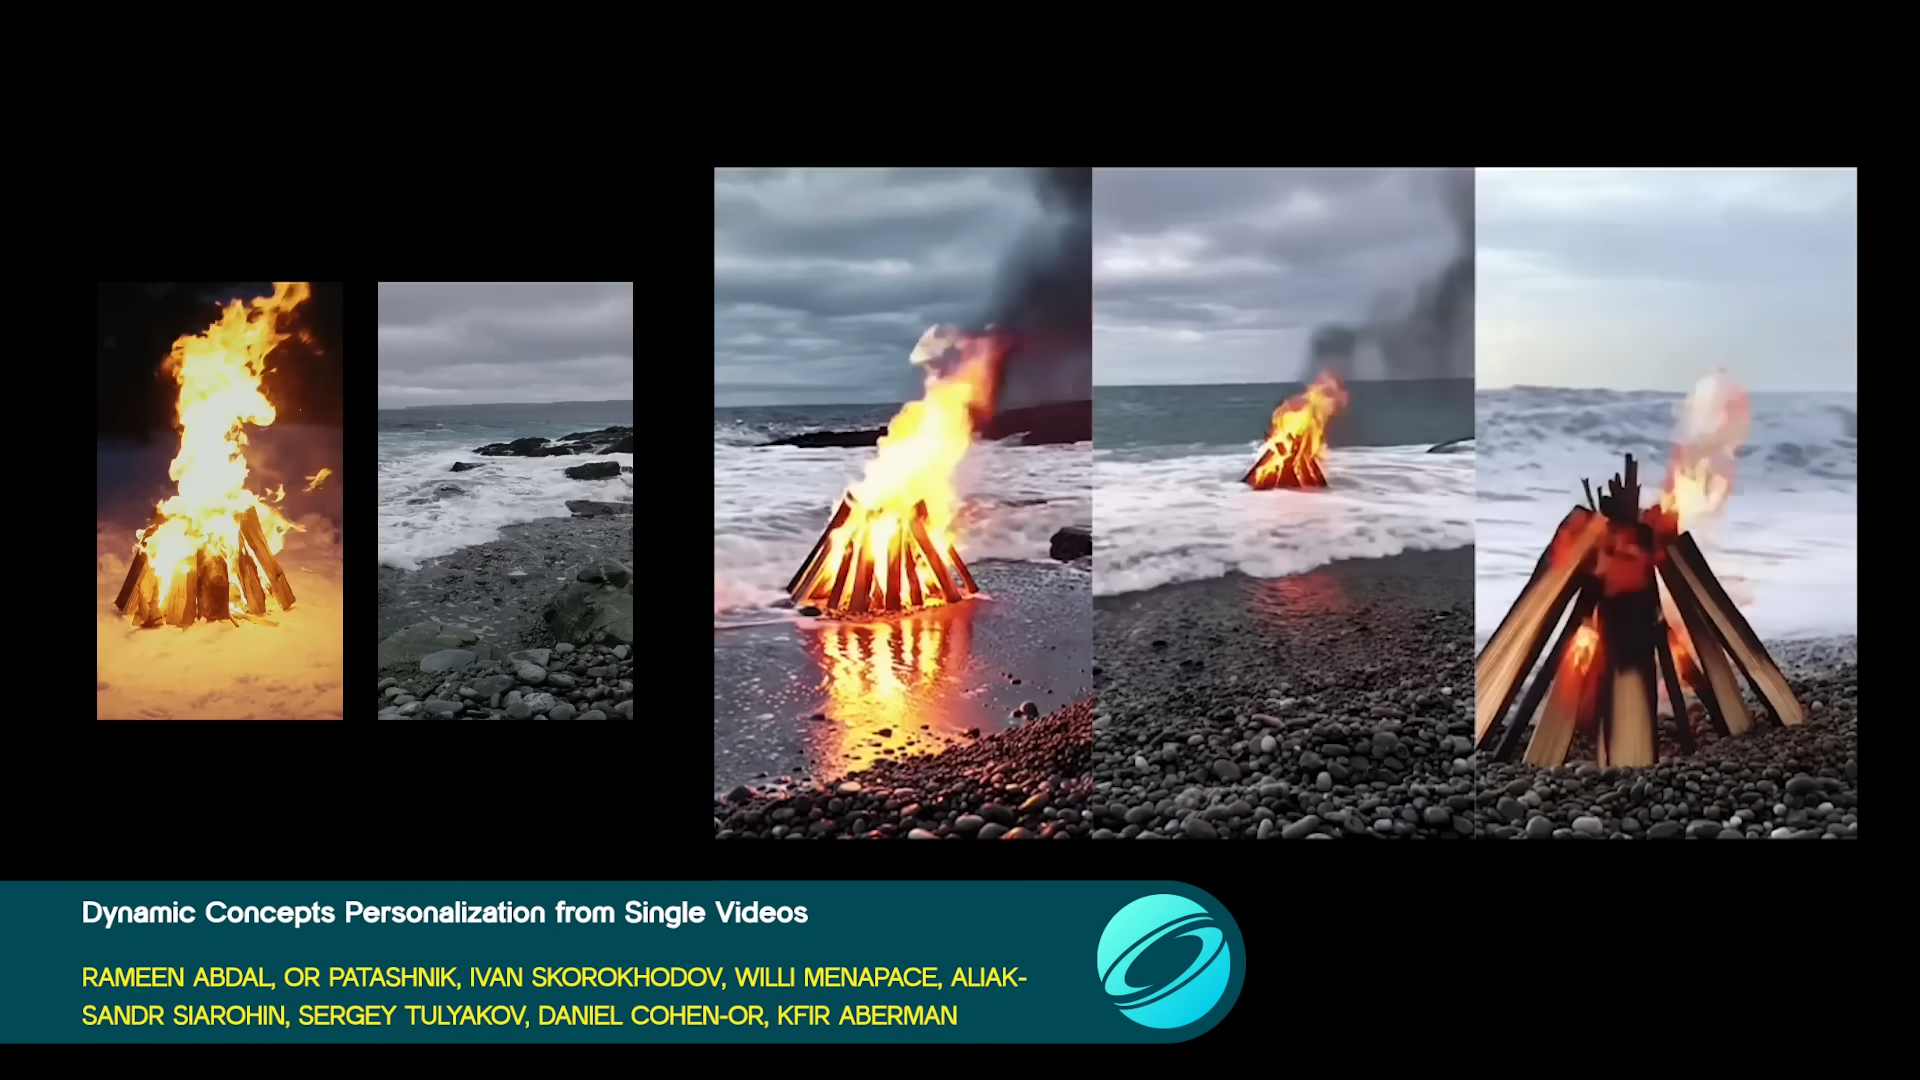 Dynamic Concepts Personalization from Single Videos
RAMEEN ABDAL, OR PATASHNIK, IVAN SKOROKHODOV, WILLI MENAPACE, ALIAK-
SANDR SIAROHIN, SERGEY TULYAKOV, DANIEL COHEN-OR, KFIR ABERMAN